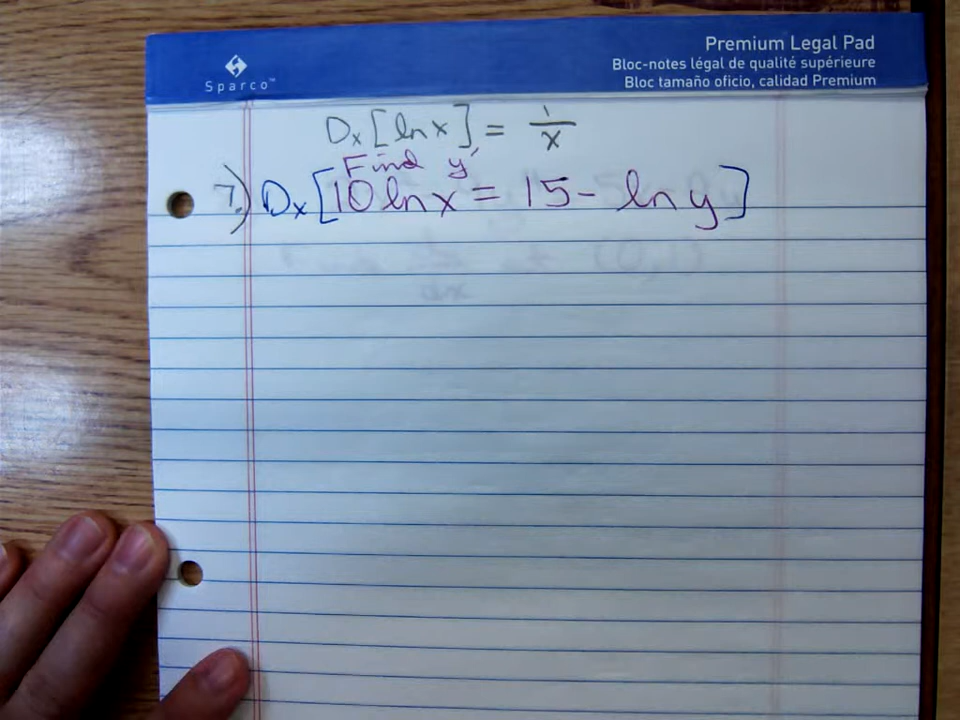 Premium Legal Pad
Bloc-notes légal de qualité supérieure
Bloc tamaño oficio, calidad Premium
Sparco™
Dx[ln x] = 1/x
Find y'
7.) Dx[10 ln x = 15 - ln y]